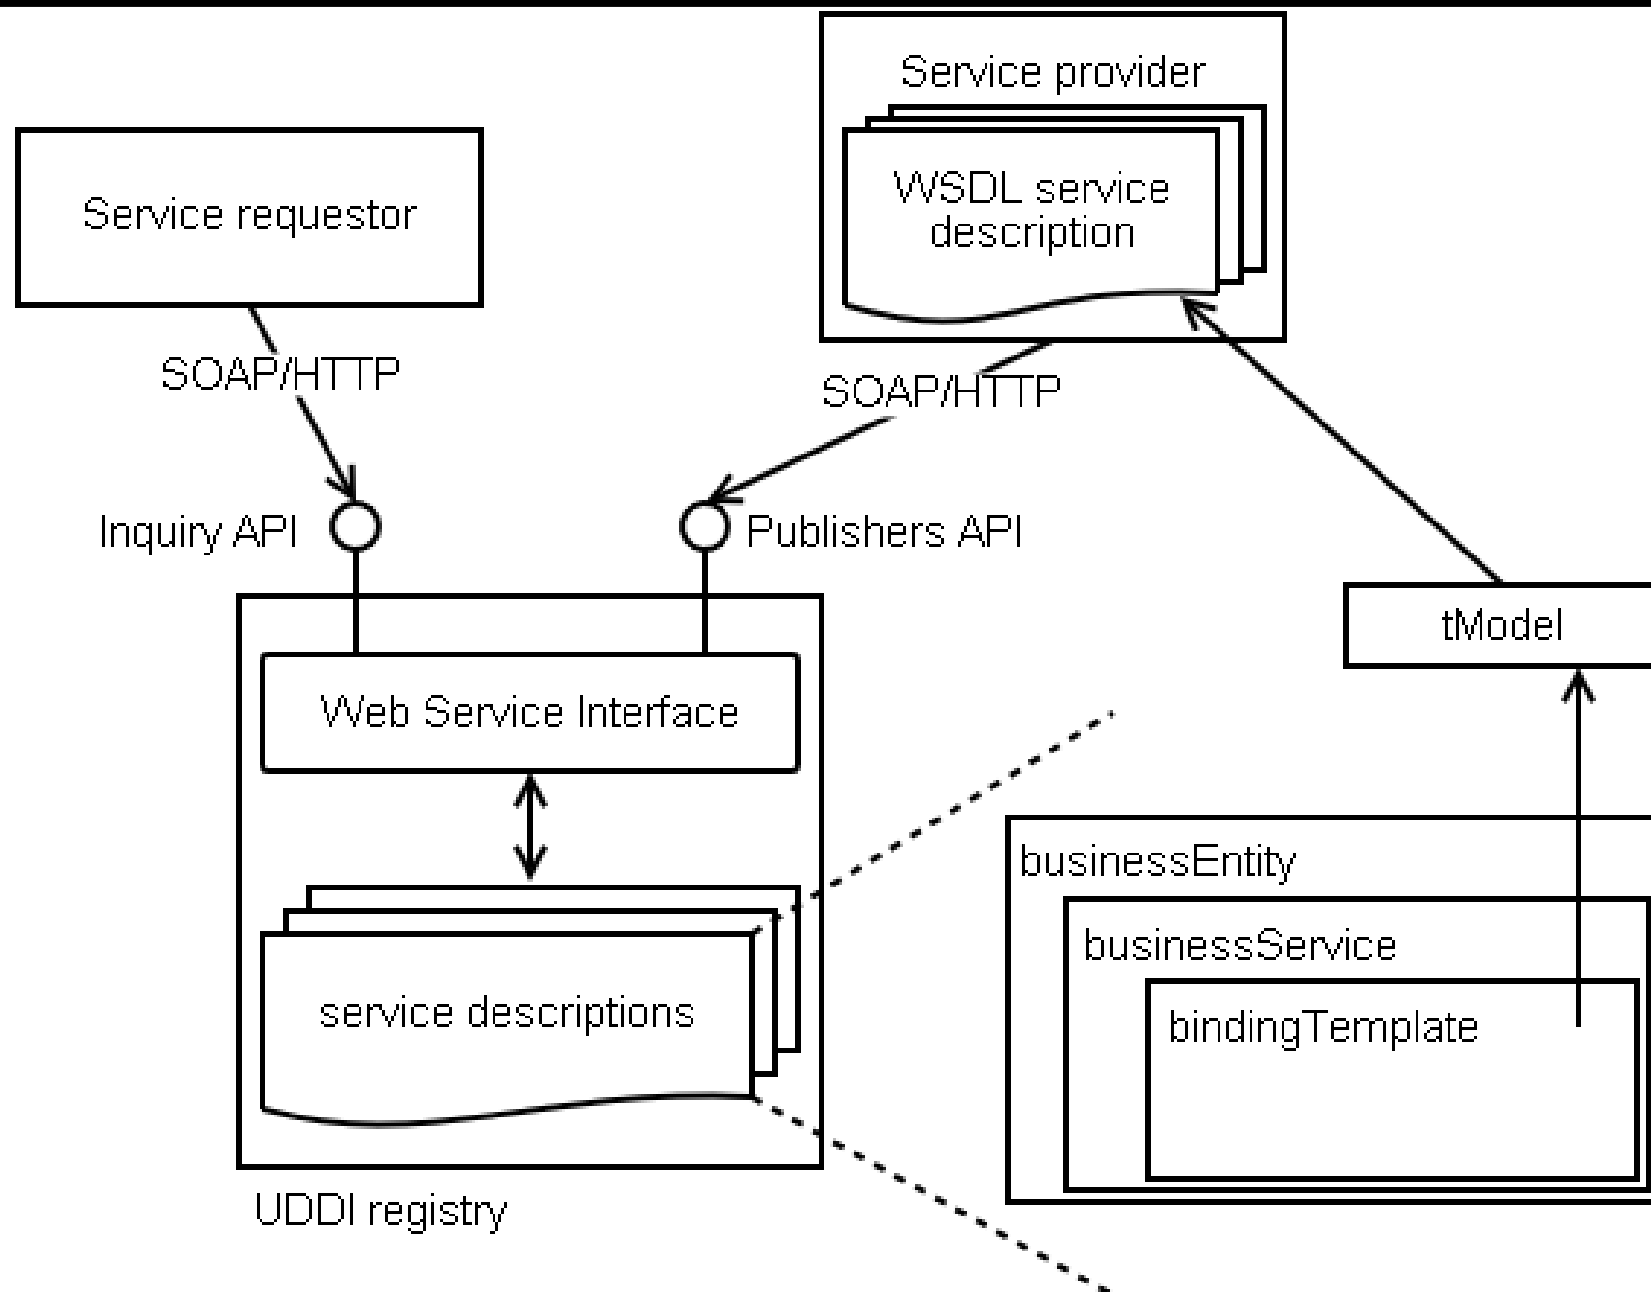 Service provider
WSDL service
description
Service requestor
SOAP/HTTP
SOAP/HTTP
Inquiry API
Publishers API
tModel
Web Service Interface
businessEntity
businessService
bindingTemplate
service descriptions
UDDI registry